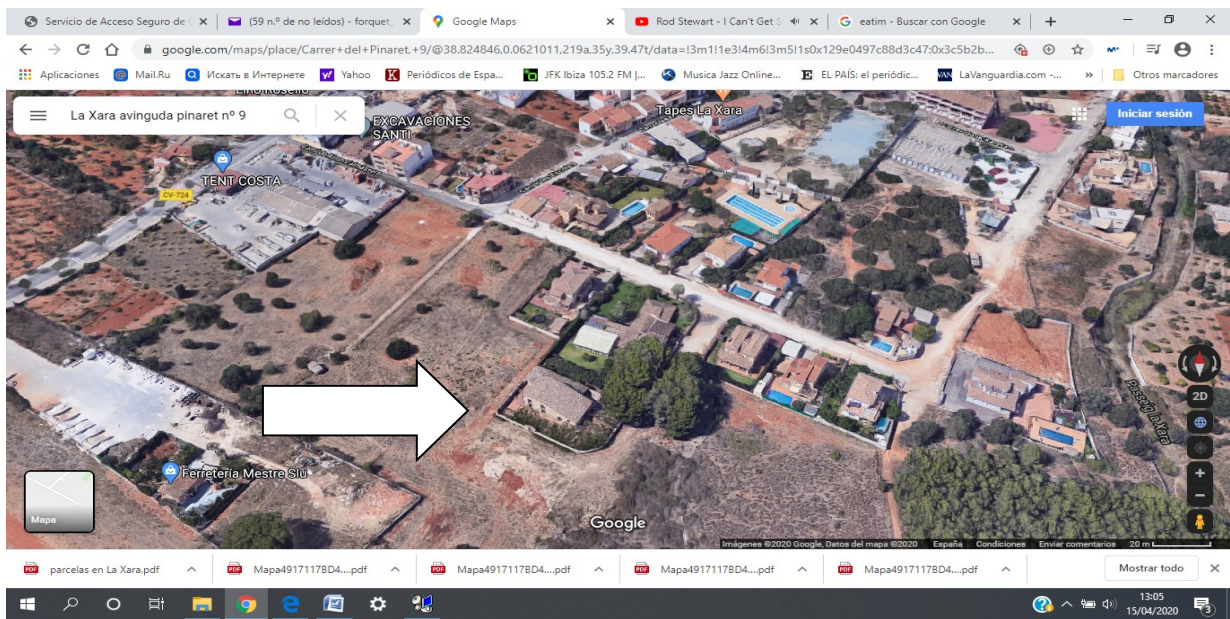 Servicio de Acceso Seguro de
(59 n.º de no leídos) - forquet_
Google Maps
Rod Stewart - I Can't Get S
eatim - Buscar con Google
google.com/maps/place/Carrer+del+Pinaret,+9/@38.824846,0.0621011,219a,35y,39.47t/data=!3m1!1e3!4m6!3m5!1s0x129e0497c88d3c47:0x3c5b2b...
Aplicaciones
Mail.Ru
Искать в Интернете
Yahoo
Periódicos de Espa...
JFK Ibiza 105.2 FM |...
Musica Jazz Online...
EL PAÍS: el periódic...
LaVanguardia.com -...
»
Otros marcadores
La Xara avinguda pinaret nº 9
Iniciar sesión
EXCAVACIONES
SANTI
Tapes La Xara
TENT COSTA
CV-724
Ferretería Mestre Slu
Passeig la Xara
2D
Mapa
Google
Imágenes ©2020 Google, Datos del mapa ©2020 España Condiciones Enviar comentarios 20 m
parcelas en La Xara.pdf
Mapa4917117BD4....pdf
Mapa4917117BD4....pdf
Mapa4917117BD4....pdf
Mapa4917117BD4....pdf
Mostrar todo
13:05
15/04/2020
3